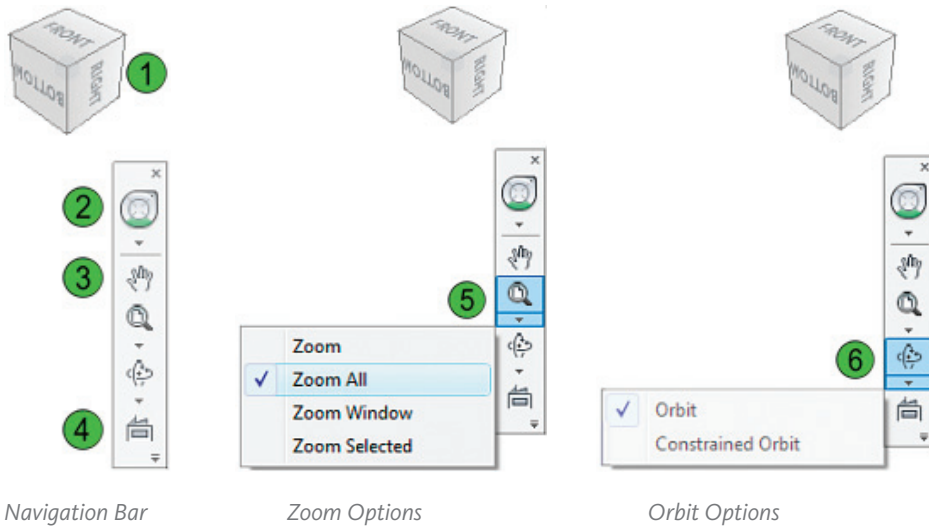 FRONT
BOTTOM
RIGHT
1
FRONT
BOTTOM
RIGHT
FRONT
BOTTOM
RIGHT
2
3
4
5
Zoom
Zoom All
Zoom Window
Zoom Selected
6
Orbit
Constrained Orbit
Navigation Bar
Zoom Options
Orbit Options